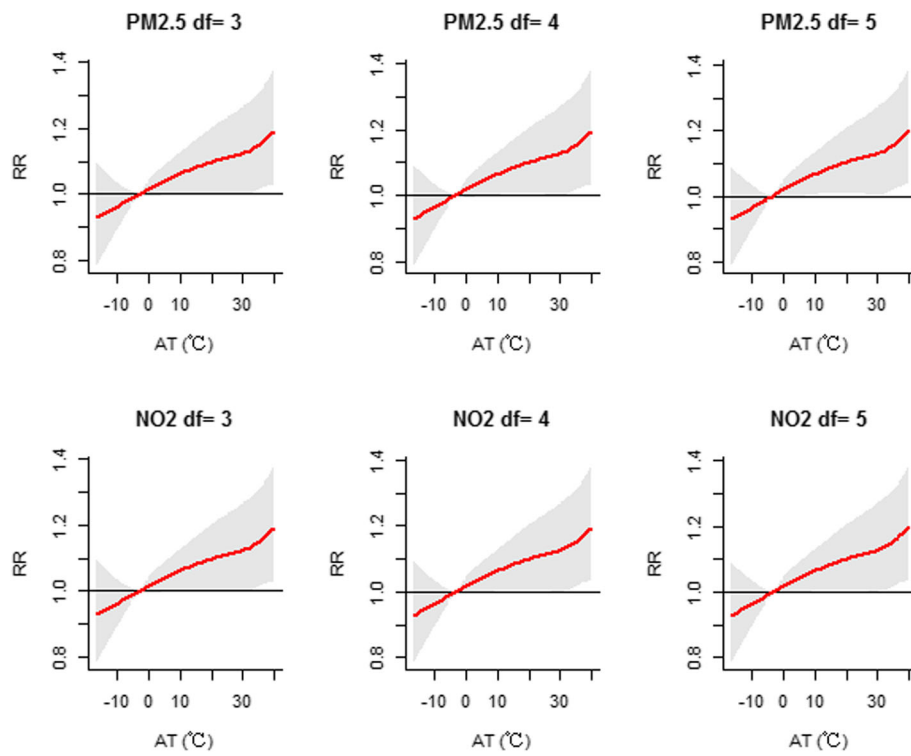 PM2.5 df= 3
PM2.5 df= 4
PM2.5 df= 5
RR
1.4
1.2
1.0
0.8
-10 0 10 30
AT (℃)
RR
1.4
1.2
1.0
0.8
-10 0 10 30
AT (℃)
RR
1.4
1.2
1.0
0.8
-10 0 10 30
AT (℃)
NO2 df= 3
NO2 df= 4
NO2 df= 5
RR
1.4
1.2
1.0
0.8
-10 0 10 30
AT (℃)
RR
1.4
1.2
1.0
0.8
-10 0 10 30
AT (℃)
RR
1.4
1.2
1.0
0.8
-10 0 10 30
AT (℃)